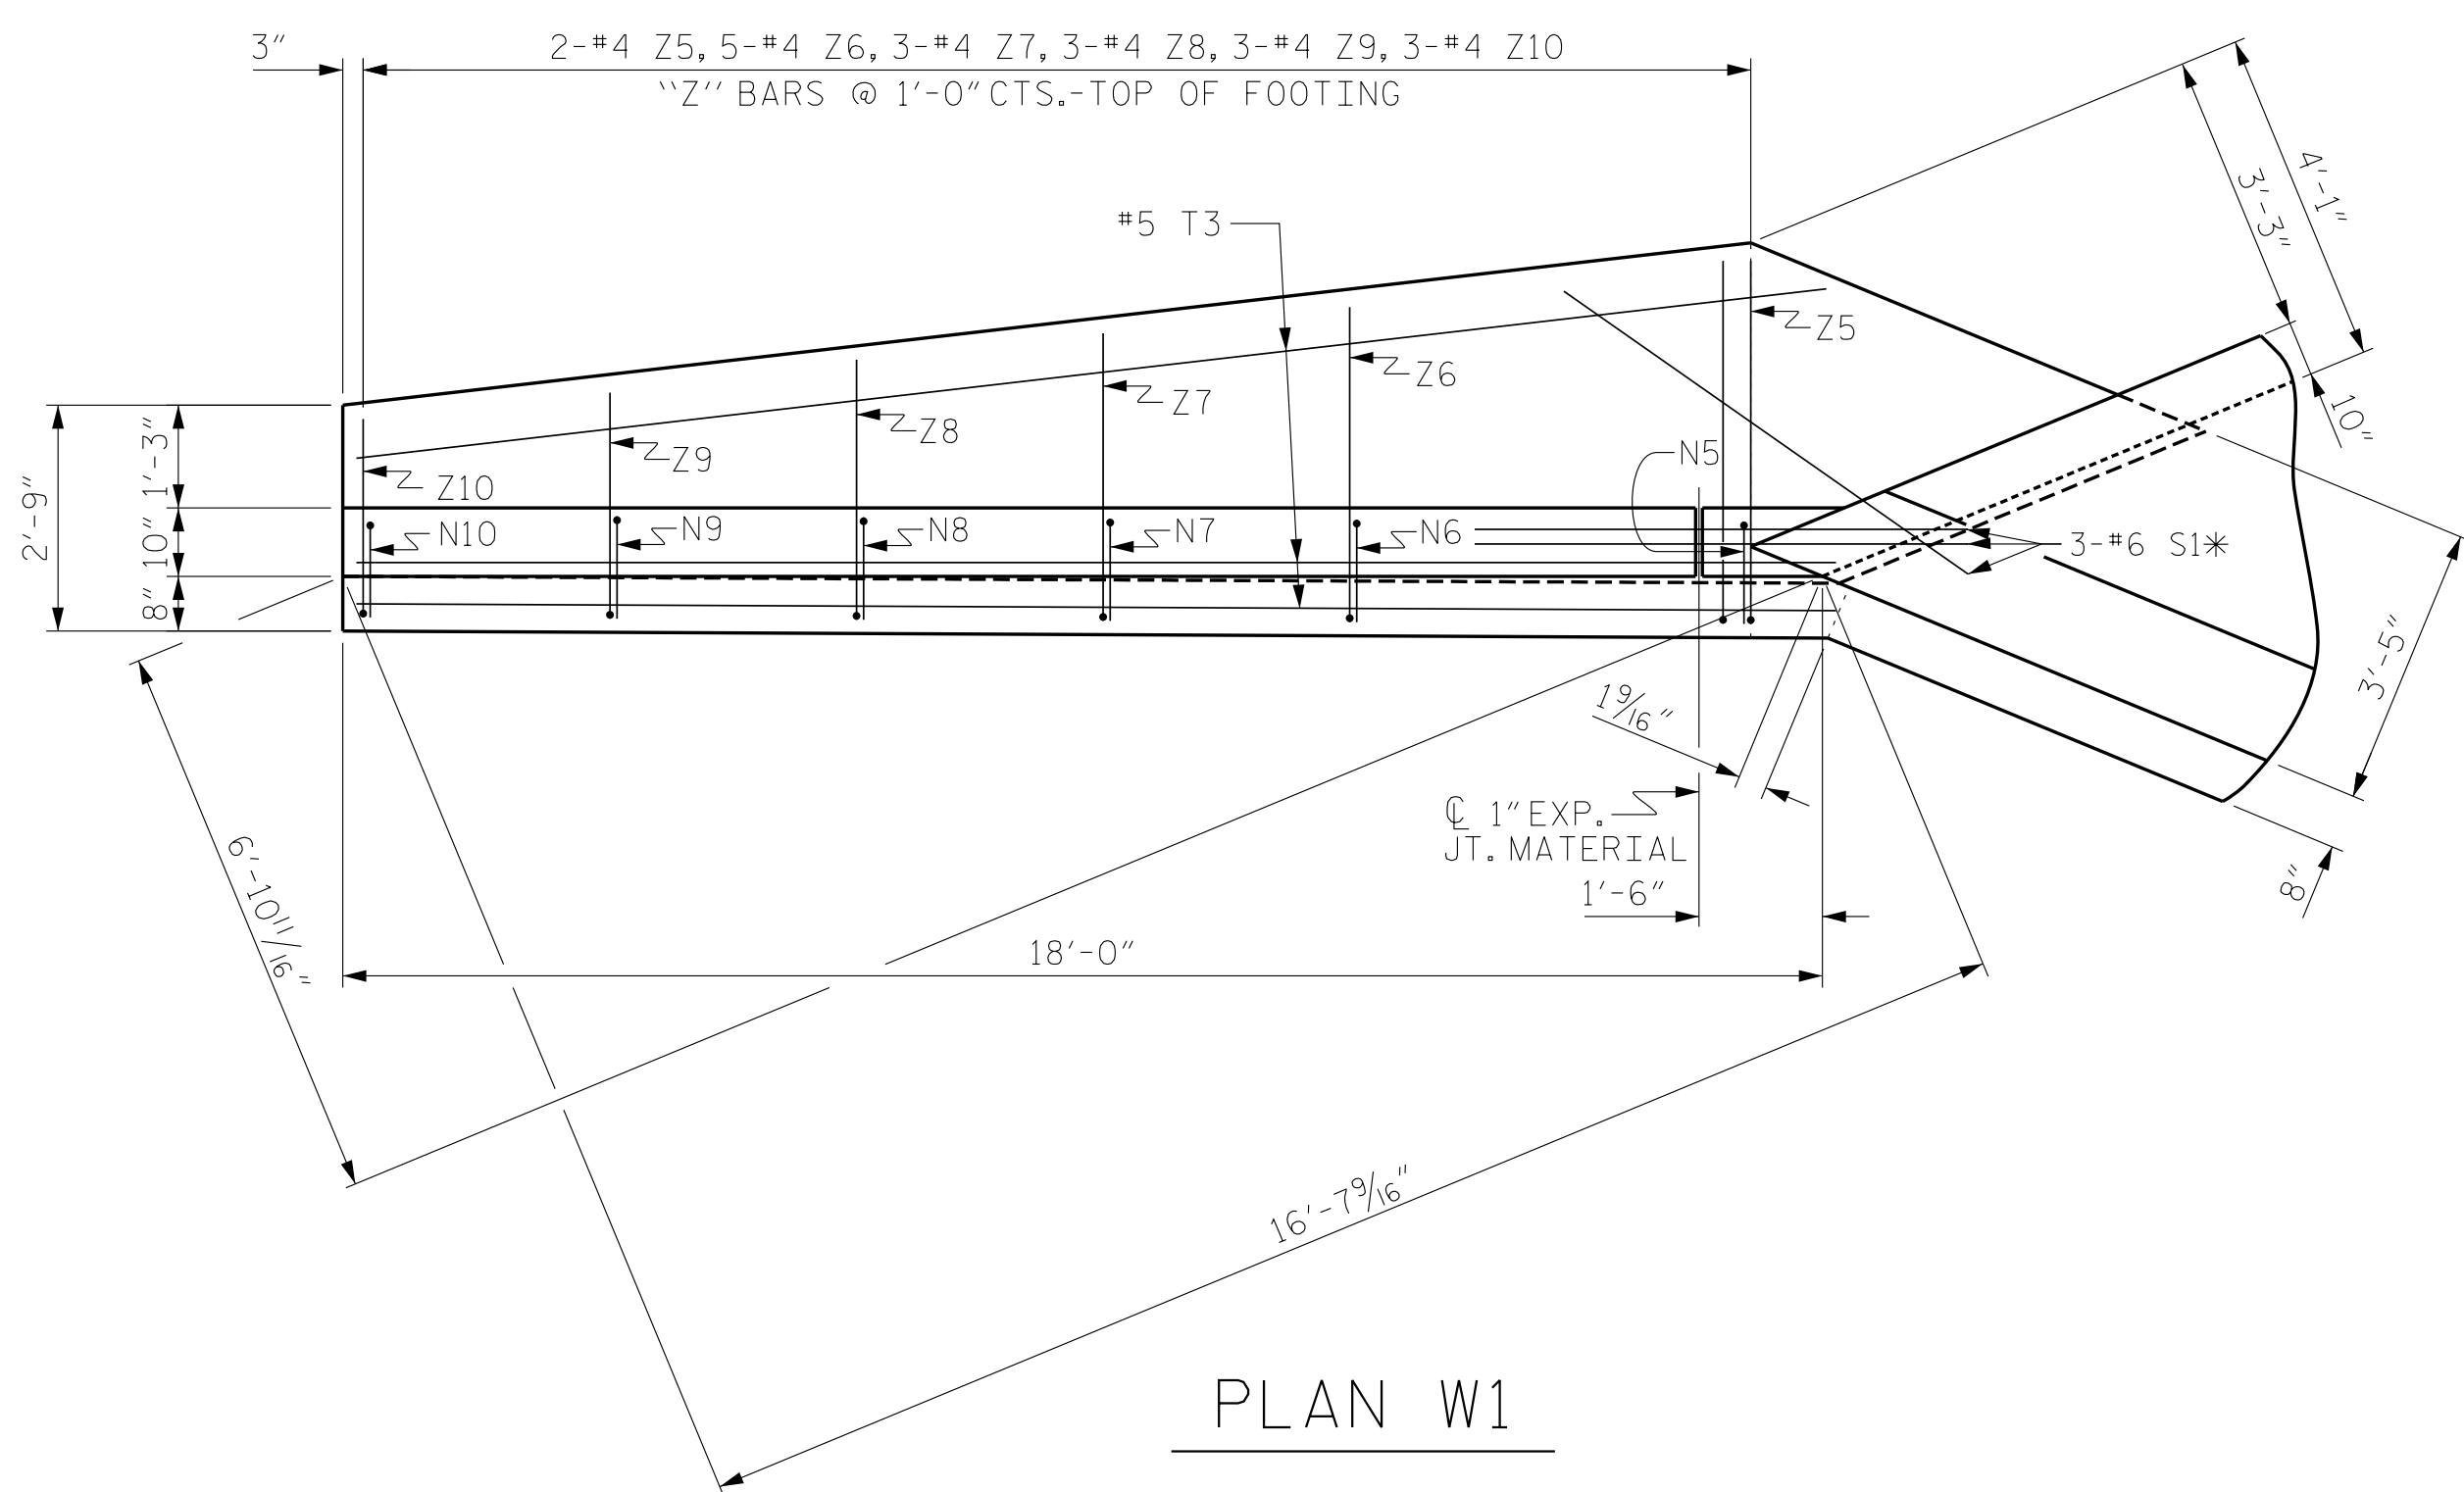 3"
2-#4 Z5, 5-#4 Z6, 3-#4 Z7, 3-#4 Z8, 3-#4 Z9, 3-#4 Z10
"Z" BARS @ 1'-0" CTS.-TOP OF FOOTING
4'-1"
3'-3"
10"
#5 T3
Z5
Z6
Z7
Z8
Z9
Z10
N5
N6
N7
N8
N9
N10
3-#6 S1*
2'-9"
1'-3"
10"
8"
3'-5"
8"
1 9/16"
℄ 1" EXP.
JT. MATERIAL
1'-6"
18'-0"
6'-10 11/16"
16'-7 9/16"
PLAN W1